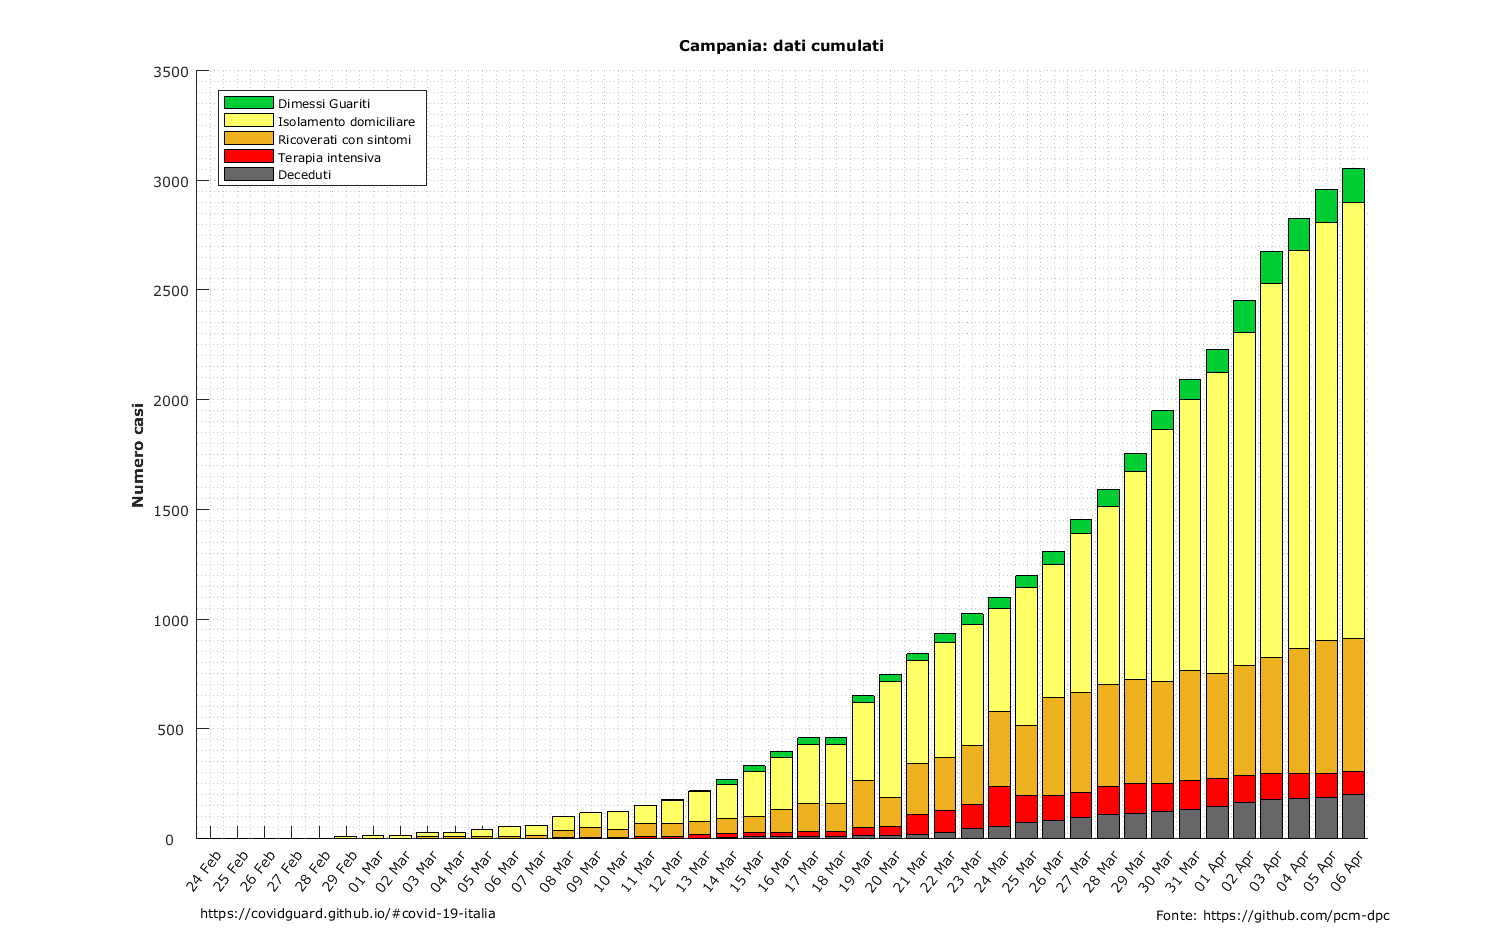 Campania: dati cumulati
3500
3000
2500
2000
1500
1000
500
0
Numero casi
Dimessi Guariti
Isolamento domiciliare
Ricoverati con sintomi
Terapia intensiva
Deceduti
24 Feb
25 Feb
26 Feb
27 Feb
28 Feb
29 Feb
01 Mar
02 Mar
03 Mar
04 Mar
05 Mar
06 Mar
07 Mar
08 Mar
09 Mar
10 Mar
11 Mar
12 Mar
13 Mar
14 Mar
15 Mar
16 Mar
17 Mar
18 Mar
19 Mar
20 Mar
21 Mar
22 Mar
23 Mar
24 Mar
25 Mar
26 Mar
27 Mar
28 Mar
29 Mar
30 Mar
31 Mar
01 Apr
02 Apr
03 Apr
04 Apr
05 Apr
06 Apr
https://covidguard.github.io/#covid-19-italia
Fonte: https://github.com/pcm-dpc